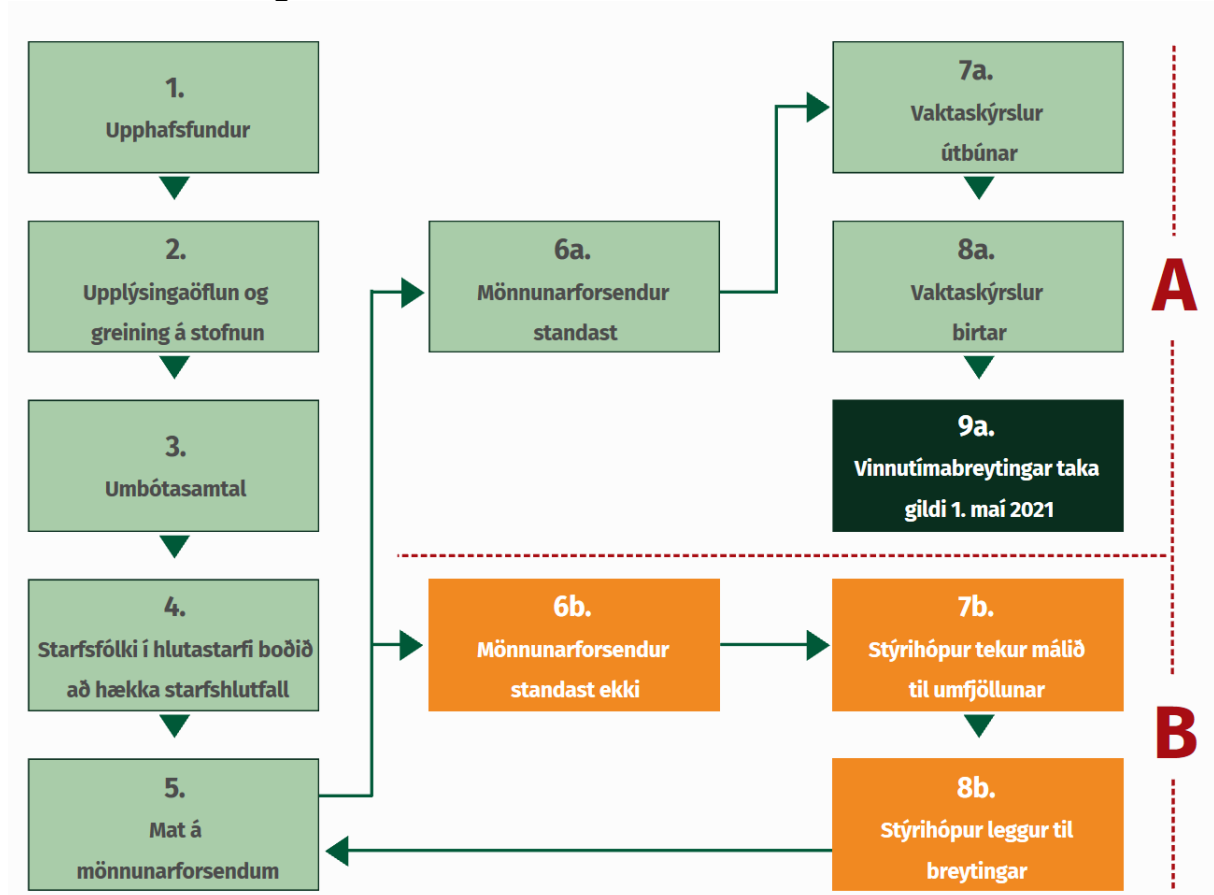 1.
Upphafsfundur
2.
Upplýsingaöflun og
greining á stofnun
3.
Umbótasamtal
4.
Starfsfólki í hlutastarfi boðið
að hækka starfshlutfall
5.
Mat á
mönnunarforsendum
6a.
Mönnunarforsendur
standast
7a.
Vaktaskýrslur
útbúnar
8a.
Vaktaskýrslur
birtar
9a.
Vinnutímabreytingar taka
gildi 1. maí 2021
A
6b.
Mönnunarforsendur
standast ekki
7b.
Stýrihópur tekur málið
til umfjöllunar
8b.
Stýrihópur leggur til
breytingar
B